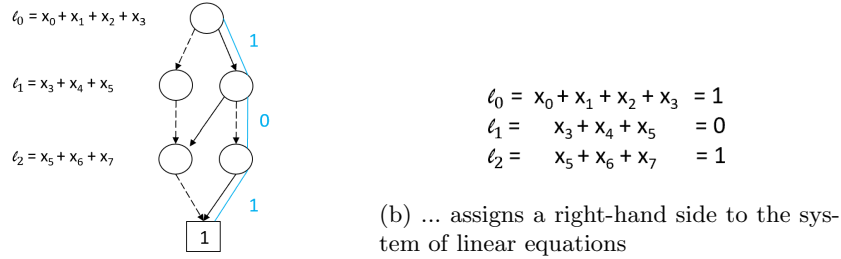 ℓ₀ = x₀ + x₁ + x₂ + x₃
1
ℓ₁ = x₃ + x₄ + x₅
0
ℓ₂ = x₅ + x₆ + x₇
1
1
ℓ₀ = x₀ + x₁ + x₂ + x₃ = 1
ℓ₁ = x₃ + x₄ + x₅ = 0
ℓ₂ = x₅ + x₆ + x₇ = 1
(b) ... assigns a right-hand side to the sys-
tem of linear equations